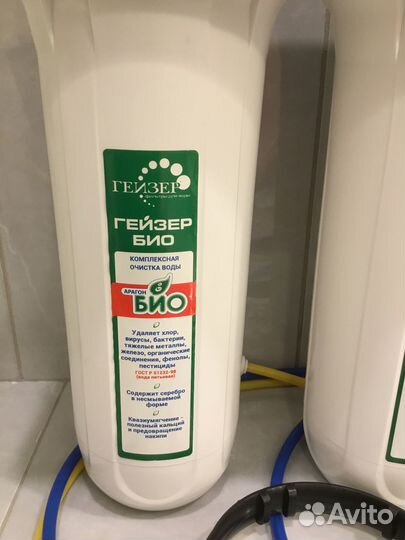 ГЕЙЗЕР
фильтры для воды
ГЕЙЗЕР
БИО
КОМПЛЕКСНАЯ
ОЧИСТКА ВОДЫ
АРАГОН
БИО
Удаляет хлор,
вирусы, бактерии,
тяжелые металлы,
железо, органические
соединения, фенолы,
пестициды
ГОСТ Р 51232-98
(вода питьевая)
Содержит серебро
в несмываемой
форме
Квазиумягчение -
полезный кальций
и предотвращение
накипи
Avito